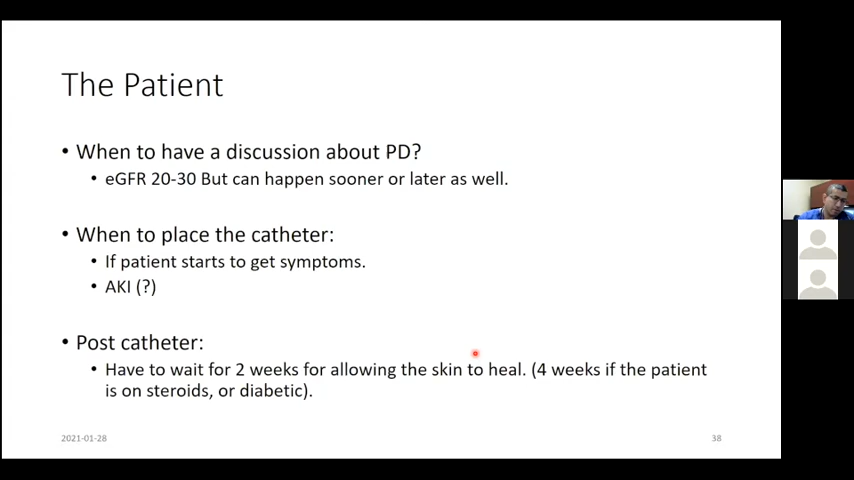 The Patient
• When to have a discussion about PD?
• eGFR 20-30 But can happen sooner or later as well.
• When to place the catheter:
• If patient starts to get symptoms.
• AKI (?)
• Post catheter:
• Have to wait for 2 weeks for allowing the skin to heal. (4 weeks if the patient
is on steroids, or diabetic).
2021-01-28
38